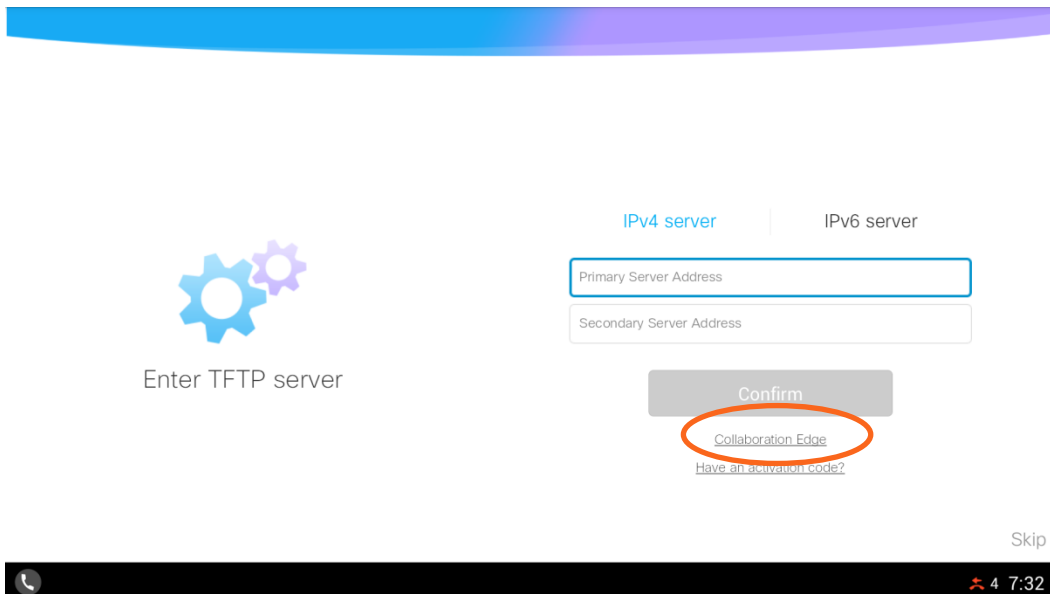 IPv4 server IPv6 server
Primary Server Address
Secondary Server Address
Enter TFTP server
Confirm
Collaboration Edge
Have an activation code?
Skip
4 7:32